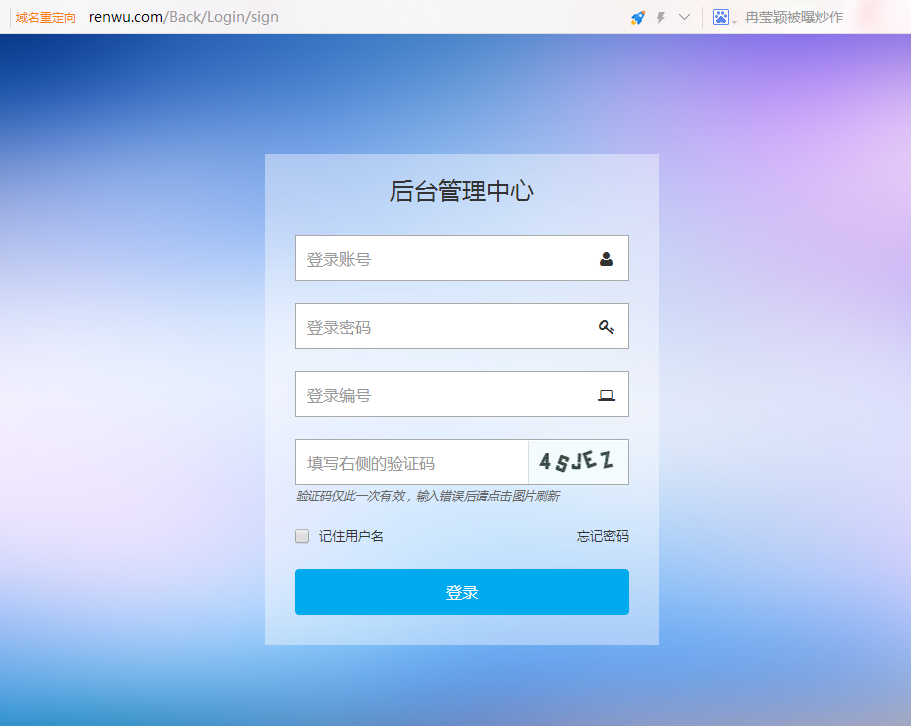 域名重定向 renwu.com/Back/Login/sign 冉莹颖被曝炒作
后台管理中心
登录账号
登录密码
登录编号
填写右侧的验证码 4SJEZ
验证码仅此一次有效，输入错误后请点击图片刷新
记住用户名 忘记密码
登录